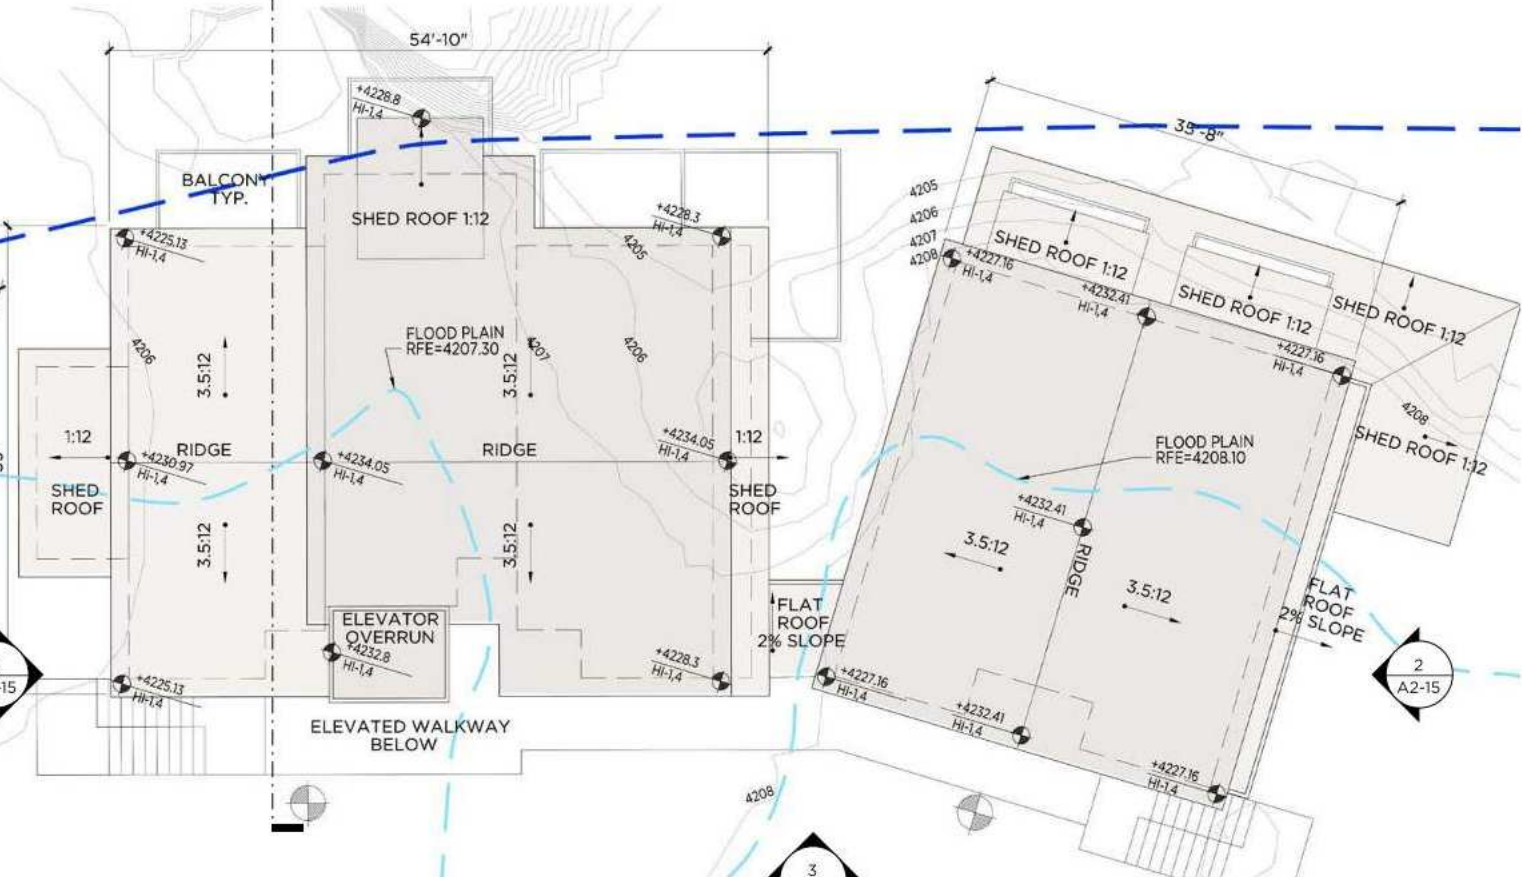 54'-10"
+4228.8
HI-1,4
BALCONY
TYP.
SHED ROOF 1:12
+4225.13
HI-1,4
+4228.3
HI-1,4
4205
4206
FLOOD PLAIN
RFE=4207.30
4207
4206
3.5:12
3.5:12
1:12
RIDGE
RIDGE
+4230.97
HI-1,4
+4234.05
HI-1,4
+4234.05
HI-1,4
1:12
SHED
ROOF
SHED
ROOF
3.5:12
3.5:12
ELEVATOR
OVERRUN
+4232.8
HI-1,4
FLAT
ROOF
2% SLOPE
+4228.3
HI-1,4
+4225.13
HI-1,4
-15
ELEVATED WALKWAY
BELOW
-8"
4205
4206
4207
4208
SHED ROOF 1:12
SHED ROOF 1:12
SHED ROOF 1:12
+4227.16
HI-1,4
+4232.41
HI-1,4
+4227.16
HI-1,4
4208
SHED ROOF 1:12
FLOOD PLAIN
RFE=4208.10
+4232.41
HI-1,4
RIDGE
3.5:12
3.5:12
FLAT
ROOF
2% SLOPE
2
A2-15
+4227.16
HI-1,4
+4232.41
HI-1,4
+4227.16
HI-1,4
4208
3